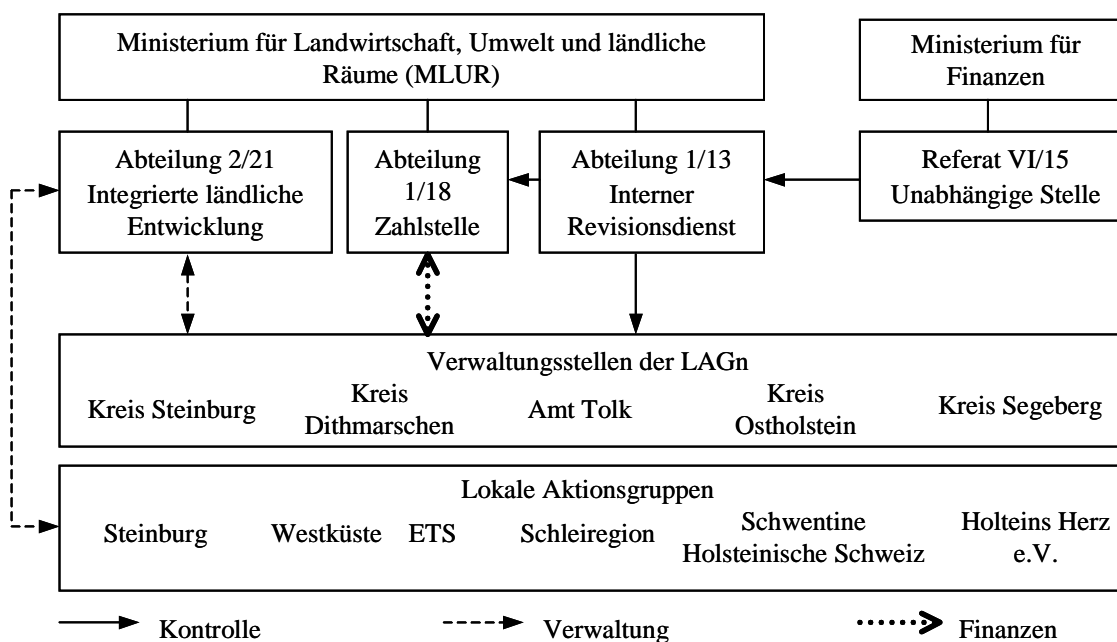 Ministerium für Landwirtschaft, Umwelt und ländliche
Räume (MLUR)
Ministerium für
Finanzen
Abteilung 2/21
Integrierte ländliche
Entwicklung
Abteilung
1/18
Zahlstelle
Abteilung 1/13
Interner
Revisionsdienst
Referat VI/15
Unabhängige Stelle
Verwaltungsstellen der LAGn
Kreis Steinburg
Kreis
Dithmarschen
Amt Tolk
Kreis
Ostholstein
Kreis Segeberg
Lokale Aktionsgruppen
Steinburg
Westküste
ETS
Schleiregion
Schwentine
Holsteinische Schweiz
Holteins Herz
e.V.
Kontrolle
Verwaltung
Finanzen